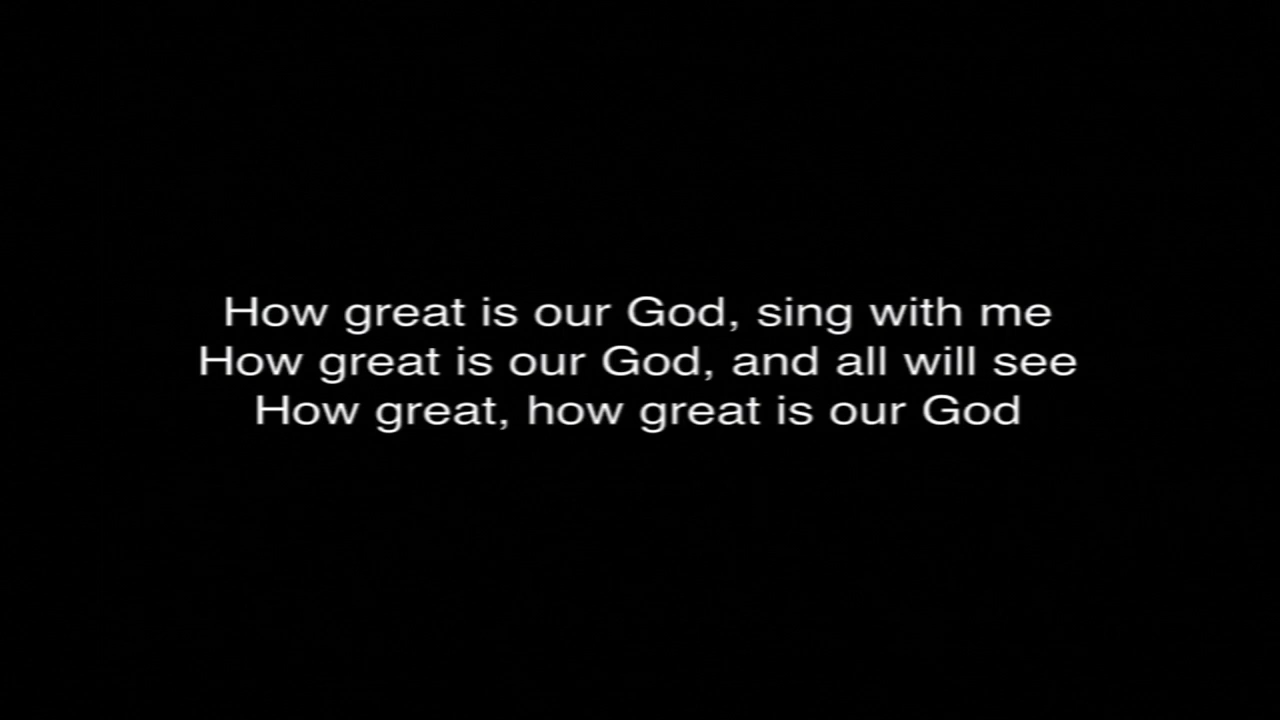 How great is our God, sing with me
How great is our God, and all will see
How great, how great is our God